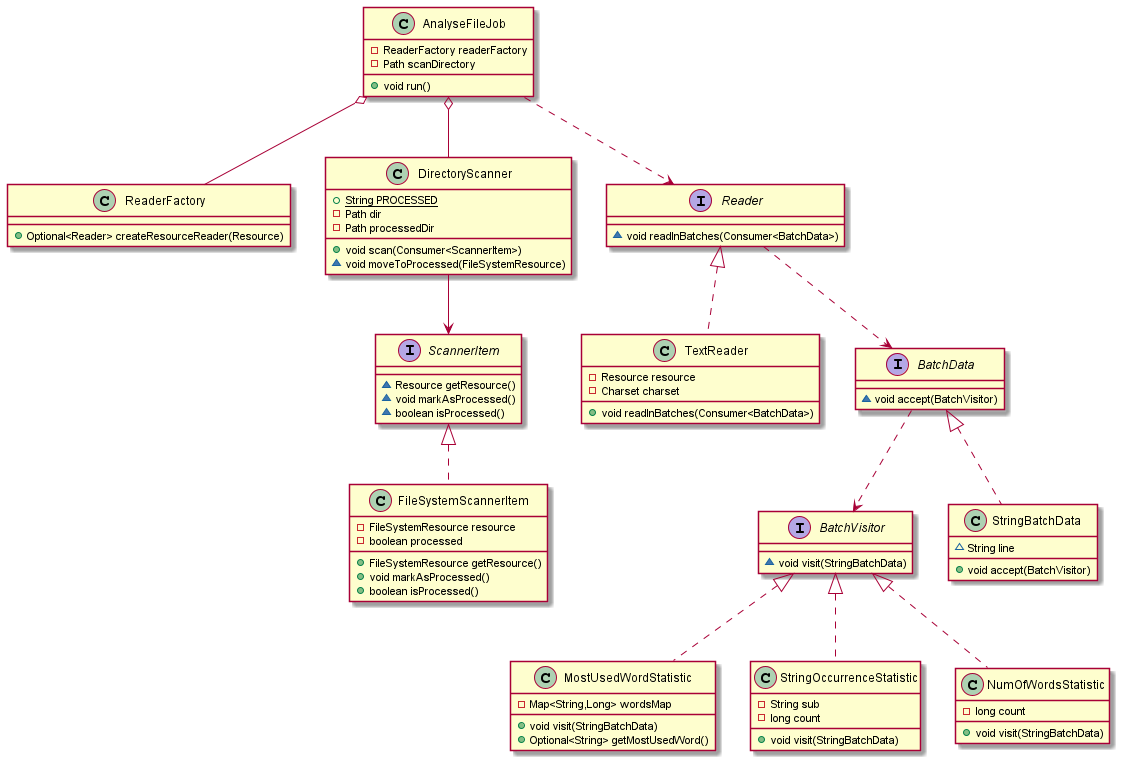 C AnalyseFileJob
ReaderFactory readerFactory
Path scanDirectory
void run()
C ReaderFactory
Optional<Reader> createResourceReader(Resource)
C DirectoryScanner
String PROCESSED
Path dir
Path processedDir
void scan(Consumer<ScannerItem>)
void moveToProcessed(FileSystemResource)
I Reader
void readInBatches(Consumer<BatchData>)
I ScannerItem
Resource getResource()
void markAsProcessed()
boolean isProcessed()
C TextReader
Resource resource
Charset charset
void readInBatches(Consumer<BatchData>)
I BatchData
void accept(BatchVisitor)
C FileSystemScannerItem
FileSystemResource resource
boolean processed
FileSystemResource getResource()
void markAsProcessed()
boolean isProcessed()
I BatchVisitor
void visit(StringBatchData)
C StringBatchData
String line
void accept(BatchVisitor)
C MostUsedWordStatistic
Map<String,Long> wordsMap
void visit(StringBatchData)
Optional<String> getMostUsedWord()
C StringOccurrenceStatistic
String sub
long count
void visit(StringBatchData)
C NumOfWordsStatistic
long count
void visit(StringBatchData)